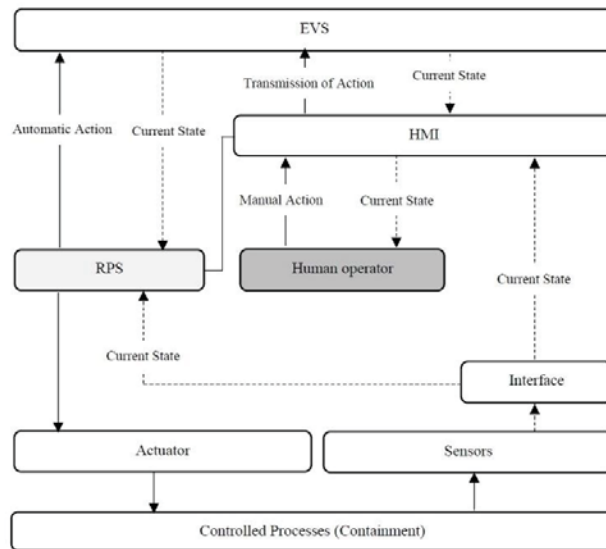 EVS
Transmission of Action
Current State
Automatic Action
Current State
HMI
Manual Action
Current State
RPS
Human operator
Current State
Current State
Interface
Actuator
Sensors
Controlled Processes (Containment)